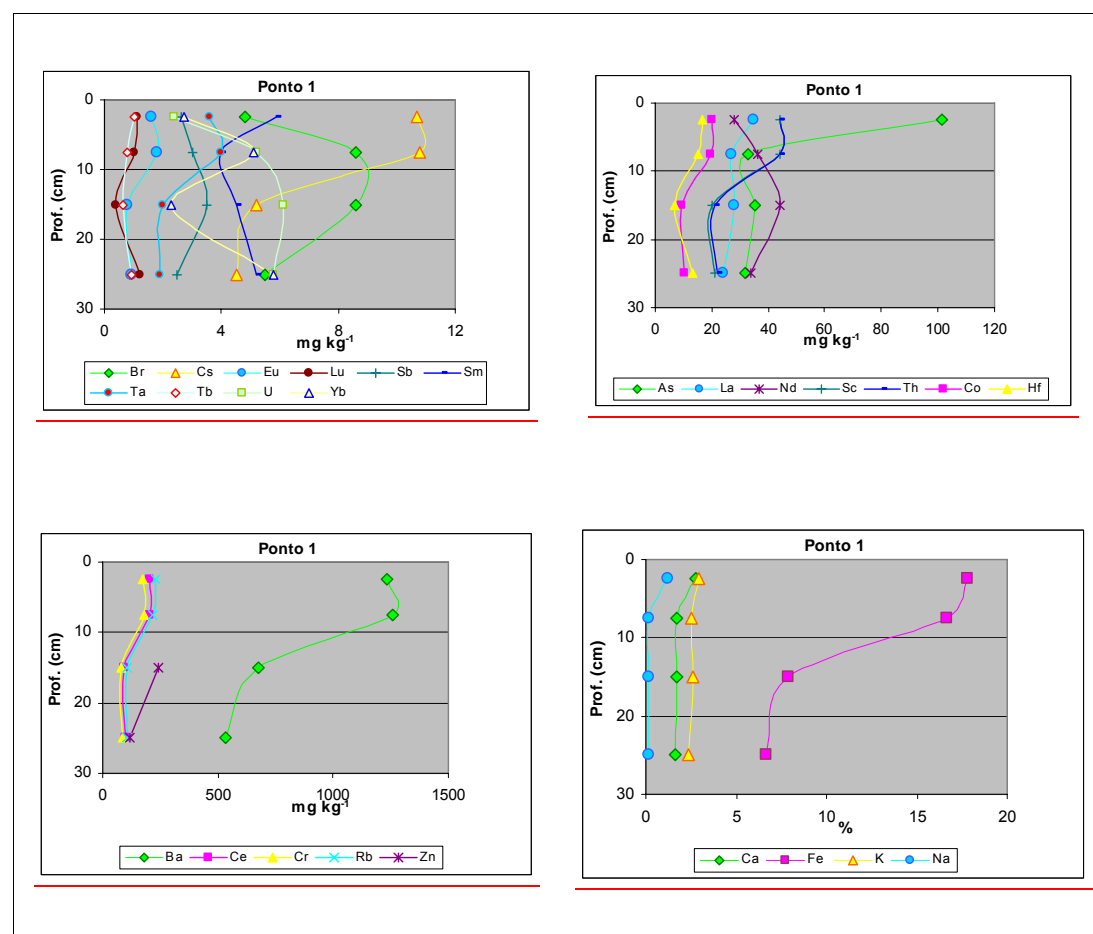 Ponto 1
0
10
20
30
Prof. (cm)
0 4 8 12
mg kg-1
Br Cs Eu Lu Sb Sm
Ta Tb U Yb
Ponto 1
0
10
20
30
Prof. (cm)
0 20 40 60 80 100 120
mg kg-1
As La Nd Sc Th Co Hf
Ponto 1
0
10
20
30
Prof. (cm)
0 500 1000 1500
mg kg-1
Ba Ce Cr Rb Zn
Ponto 1
0
10
20
30
Prof. (cm)
0 5 10 15 20
%
Ca Fe K Na